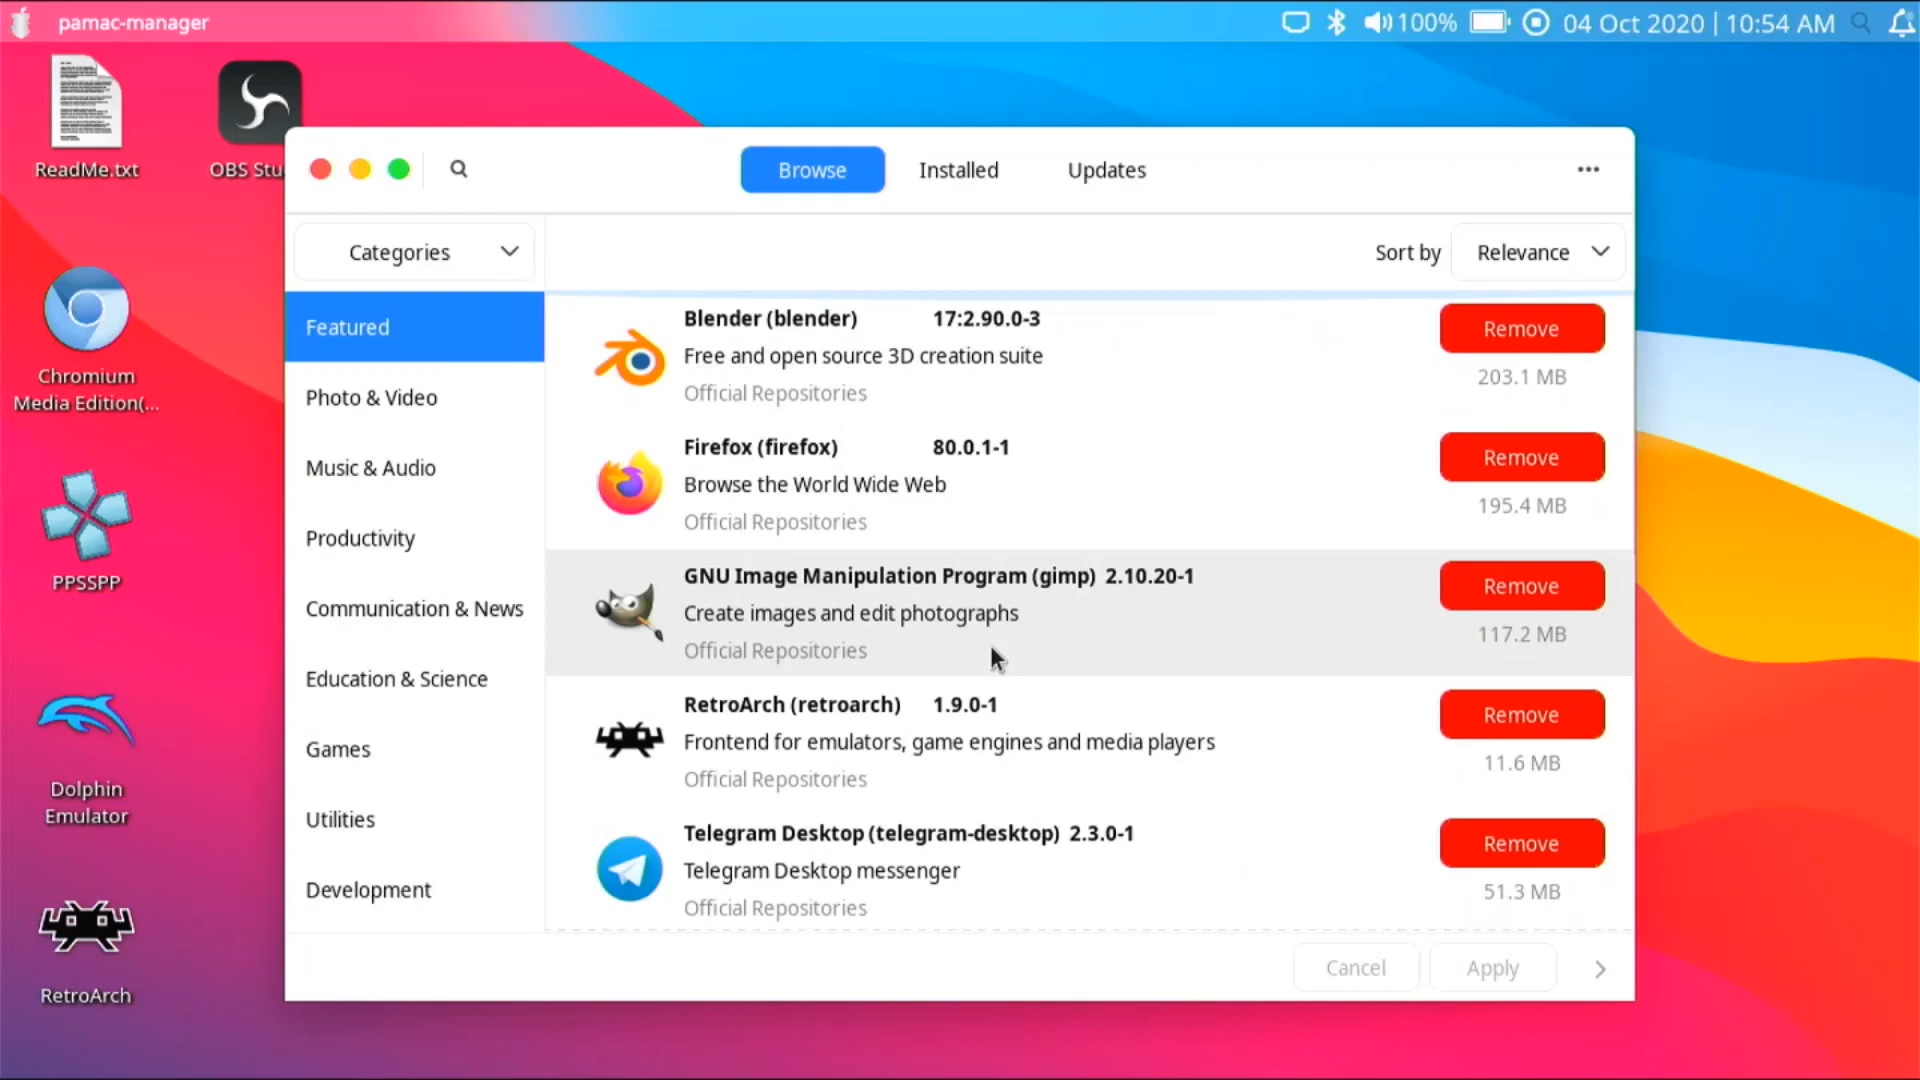 pamac-manager
100%
04 Oct 2020 | 10:54 AM
ReadMe.txt
OBS Stu
Chromium
Media Edition(...
PPSSPP
Dolphin
Emulator
RetroArch
Browse
Installed
Updates
Categories
Sort by
Relevance
Featured
Photo & Video
Music & Audio
Productivity
Communication & News
Education & Science
Games
Utilities
Development
Blender (blender) 17:2.90.0-3
Free and open source 3D creation suite
Official Repositories
Remove
203.1 MB
Firefox (firefox) 80.0.1-1
Browse the World Wide Web
Official Repositories
Remove
195.4 MB
GNU Image Manipulation Program (gimp) 2.10.20-1
Create images and edit photographs
Official Repositories
Remove
117.2 MB
RetroArch (retroarch) 1.9.0-1
Frontend for emulators, game engines and media players
Official Repositories
Remove
11.6 MB
Telegram Desktop (telegram-desktop) 2.3.0-1
Telegram Desktop messenger
Official Repositories
Remove
51.3 MB
Cancel
Apply